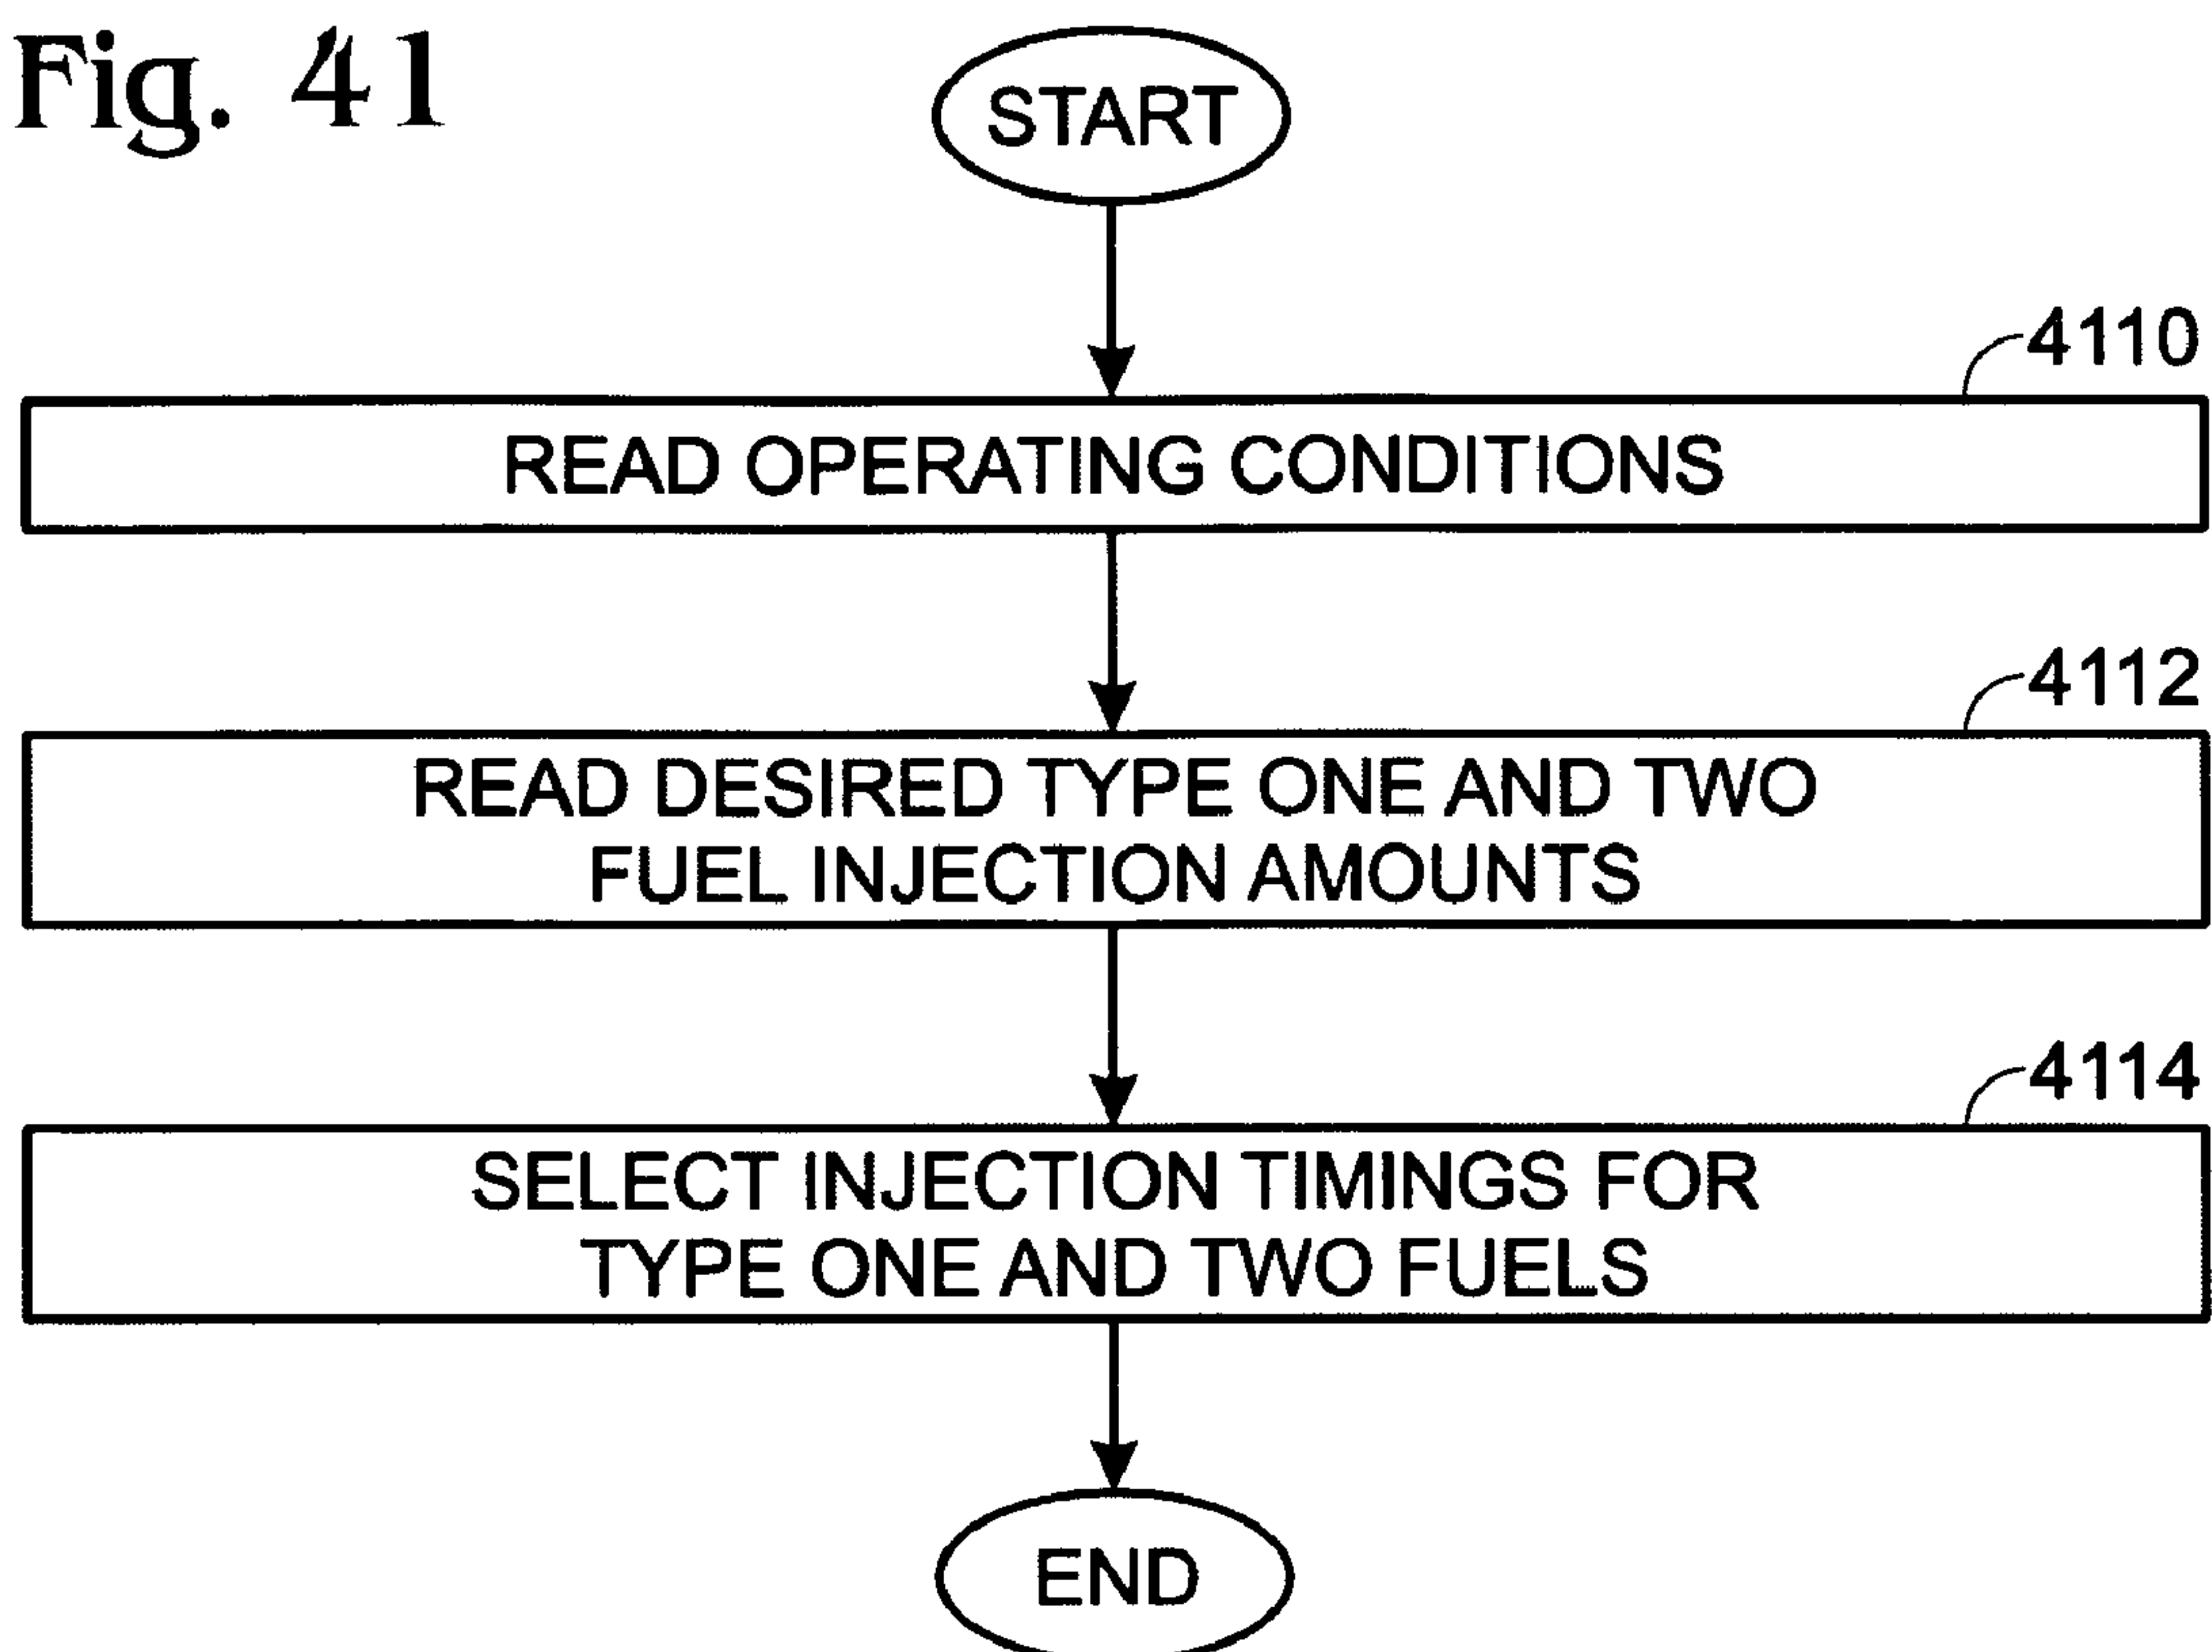 Fig. 41
START
4110
READ OPERATING CONDITIONS
4112
READ DESIRED TYPE ONE AND TWO
FUEL INJECTION AMOUNTS
4114
SELECT INJECTION TIMINGS FOR
TYPE ONE AND TWO FUELS
END